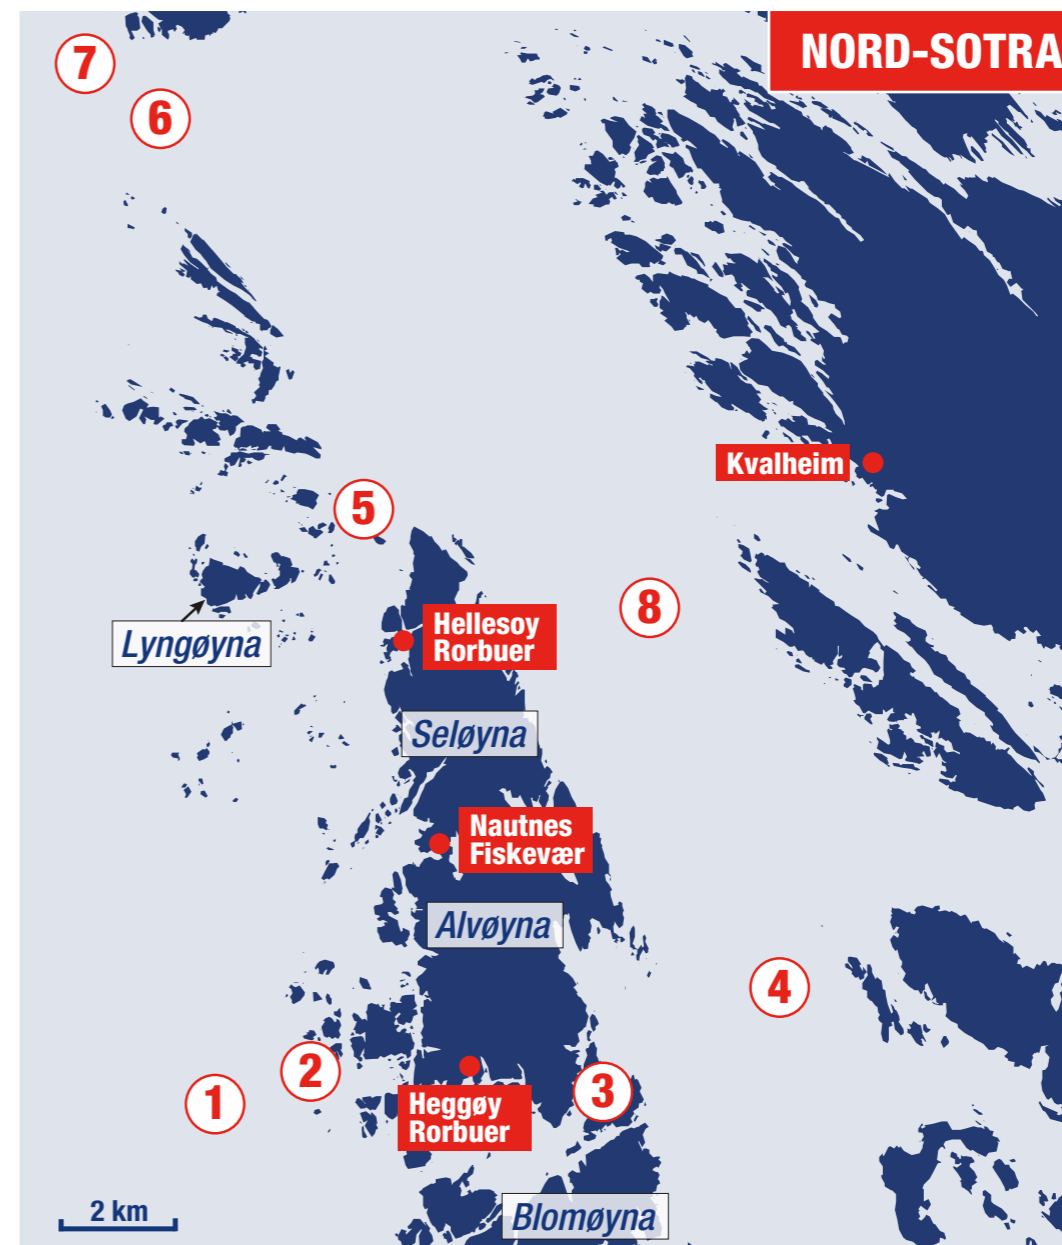 NORD-SOTRA
7
6
Kvalheim
5
8
Hellesoy
Rorbuer
Lyngøyna
Seløyna
Nautnes
Fiskevær
Alvøyna
4
2
3
1
Heggøy
Rorbuer
2 km
Blomøyna